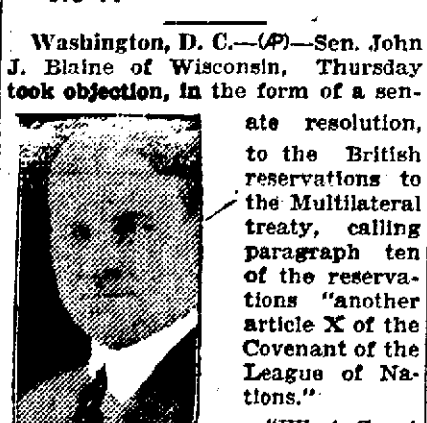 Washington, D. C.—(AP)—Sen. John
J. Blaine of Wisconsin, Thursday
took objection, in the form of a sen-
ate resolution,
to the British
reservations to
the Multilateral
treaty, calling
paragraph ten
of the reserva-
tions "another
article X of the
Covenant of the
League of Na-
tions."